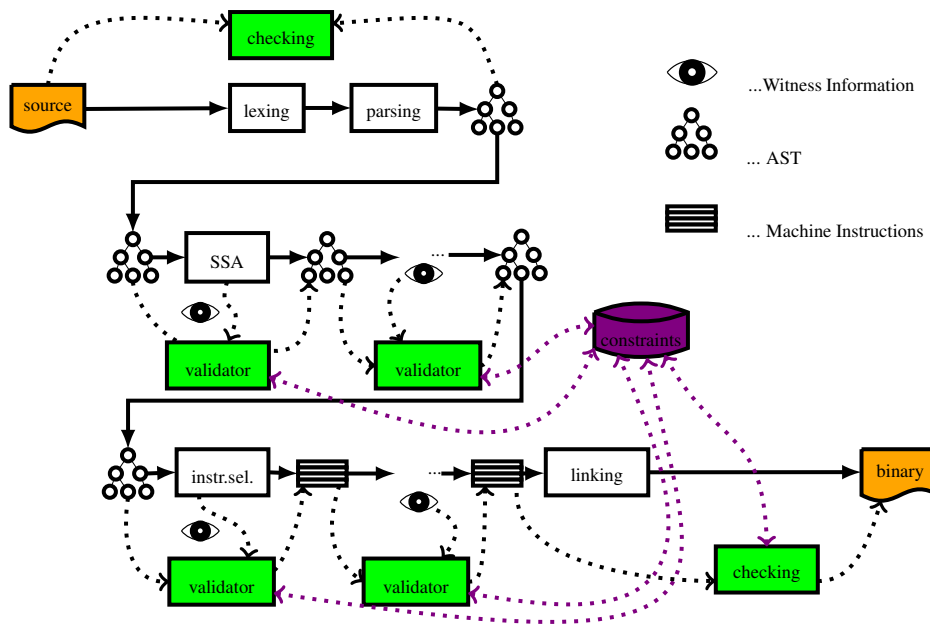 checking
source
lexing
parsing
...Witness Information
... AST
... Machine Instructions
SSA
...
validator
validator
constraints
instr.sel.
...
linking
binary
validator
validator
checking